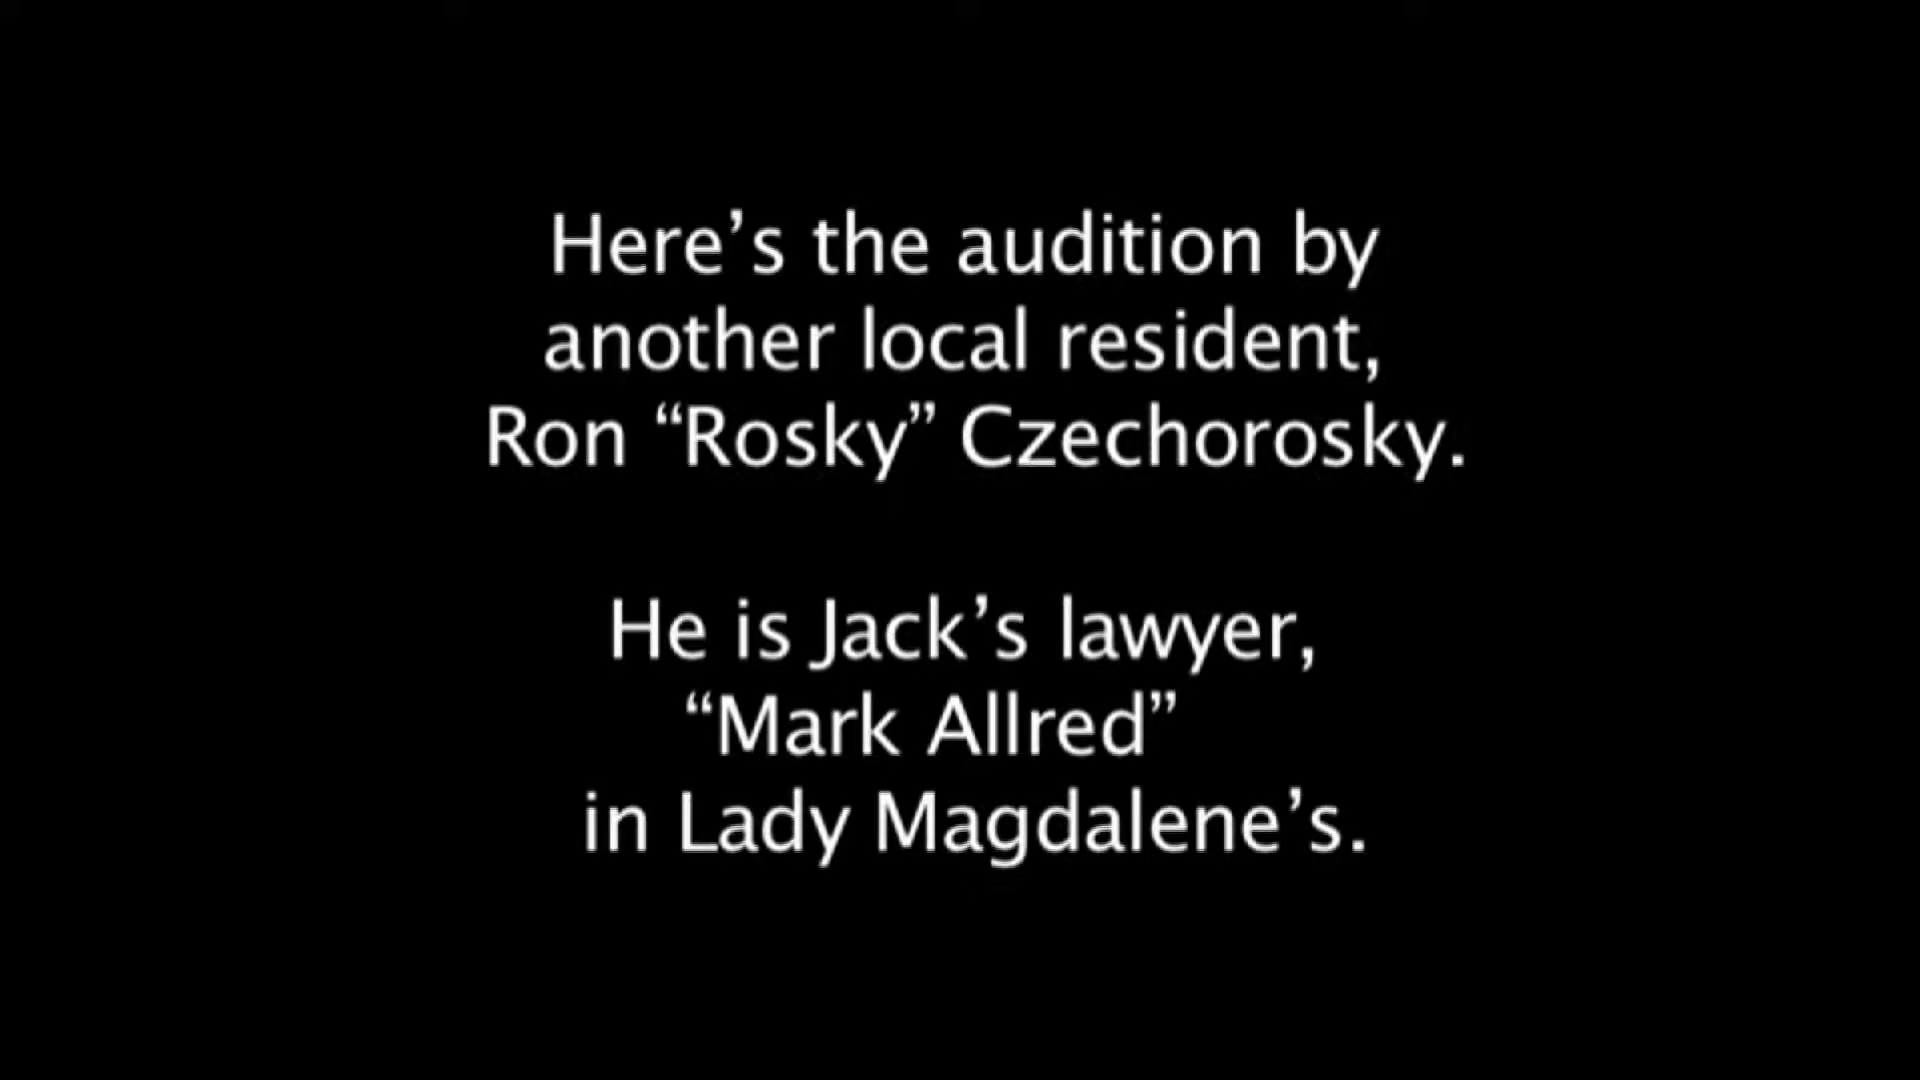 Here’s the audition by
another local resident,
Ron “Rosky” Czechorosky.
He is Jack’s lawyer,
“Mark Allred”
in Lady Magdalene’s.